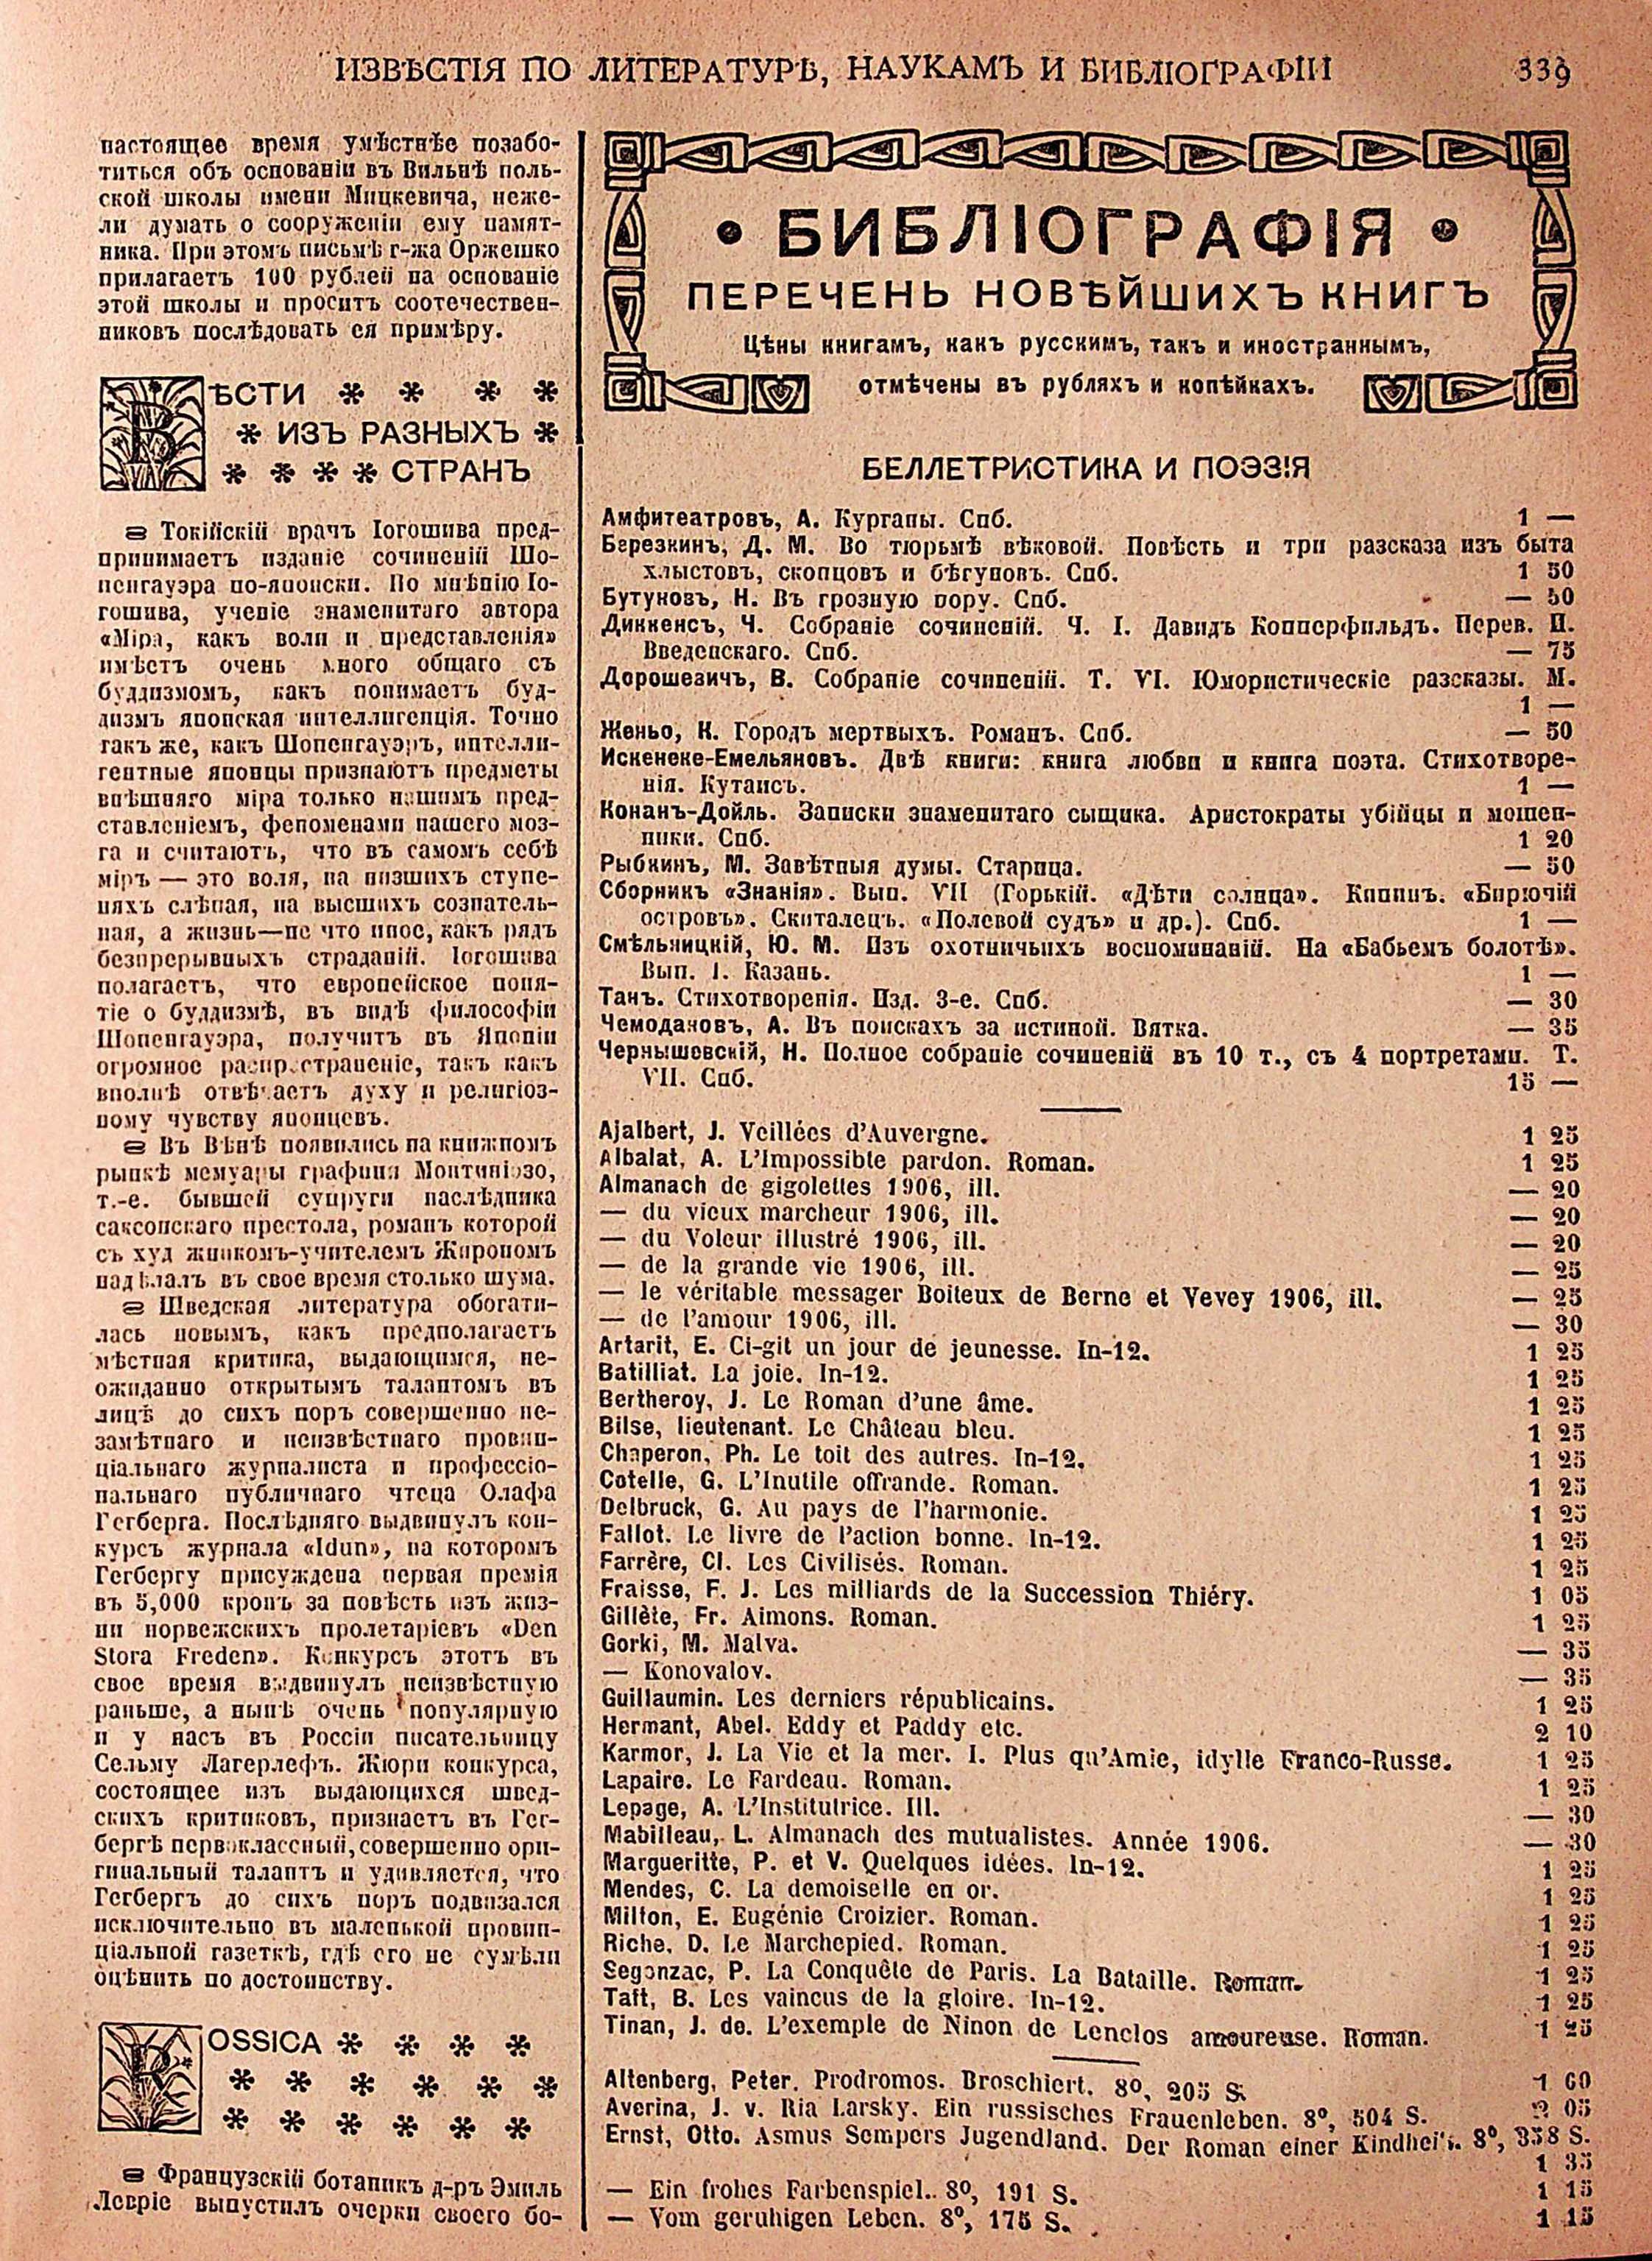 ИЗВѢСТІЯ ПО ЛИТЕРАТУРѢ, НАУКАМЪ И БИБЛІОГРАФІИ 339
настоящее время умѣстнѣе позабо-
титься объ основаніи въ Вильнѣ поль-
ской школы имени Мицкевича, неже-
ли думать о сооруженіи ему памят-
ника. При этомъ письмѣ г-жа Оржешко
прилагаетъ 100 рублей на основаніе
этой школы и проситъ соотечествен-
никовъ послѣдовать ея примѣру.
ВѢСТИ
ИЗЪ РАЗНЫХЪ
СТРАНЪ
Токійскій врачъ Іогошива пред-
принимаетъ изданіе сочиненій Шо-
пенгауэра по-японски. По мнѣнію Іо-
гошива, ученіе знаменитаго автора
«Міра, какъ воли и представленія»
имѣетъ очень много общаго съ
буддизмомъ, какъ понимаетъ буд-
дизмъ японская интеллигенція. Точно
такъ же, какъ Шопенгауэръ, интелли-
гентные японцы признаютъ предметы
внѣшняго міра только нашимъ пред-
ставленіемъ, феноменами нашего моз-
га и считаютъ, что въ самомъ себѣ
міръ — это воля, на низшихъ ступе-
няхъ слѣпая, на высшихъ сознатель-
ная, а жизнь—не что иное, какъ рядъ
безпрерывныхъ страданій. Іогошива
полагаетъ, что европейское поня-
тіе о буддизмѣ, въ видѣ философіи
Шопенгауэра, получитъ въ Японіи
огромное распространеніе, такъ какъ
вполнѣ отвѣчаетъ духу и религіоз-
ному чувству японцевъ.
Въ Вѣнѣ появились на книжномъ
рынкѣ мемуары графини Монтиньозо,
т.-е. бывшей супруги наслѣдника
саксонскаго престола, романъ которой
съ художникомъ-учителемъ Жирономъ
надѣлалъ въ свое время столько шума.
Шведская литература обогати-
лась новымъ, какъ предполагаетъ
мѣстная критика, выдающимся, не-
ожиданно открытымъ талантомъ въ
лицѣ до сихъ поръ совершенно не-
замѣтнаго и неизвѣстнаго провин-
ціальнаго журналиста и профессіо-
нальнаго публичнаго чтеца Олафа
Гегберга. Послѣдняго выдвинулъ кон-
курсъ журнала «Idun», на которомъ
Гегбергу присуждена первая премія
въ 5,000 кронъ за повѣсть изъ жиз-
ни норвежскихъ пролетаріевъ «Den
Stora Freden». Конкурсъ этотъ въ
свое время выдвинулъ неизвѣстную
раньше, а нынѣ очень популярную
и у насъ въ Россіи писательницу
Сельму Лагерлефъ. Жюри конкурса,
состоящее изъ выдающихся швед-
скихъ критиковъ, признаетъ въ Гег-
бергѣ первоклассный, совершенно ори-
гинальный талантъ и удивляется, что
Гегбергъ до сихъ поръ подвизался
исключительно въ маленькой провин-
ціальной газеткѣ, гдѣ его не сумѣли
оцѣнить по достоинству.
ROSSICA
Французскій ботаникъ д-ръ Эмиль
Левріе выпустилъ очерки своего бо-
• БИБЛІОГРАФІЯ •
ПЕРЕЧЕНЬ НОВѢЙШИХЪ КНИГЪ
Цѣны книгамъ, какъ русскимъ, такъ и иностраннымъ,
отмѣчены въ рубляхъ и копѣйкахъ.
БЕЛЛЕТРИСТИКА И ПОЭЗІЯ
Амфитеатровъ, А. Курганы. Спб. 1 —
Березкинъ, Д. М. Во тюрьмѣ вѣковой. Повѣсть и три разсказа изъ быта
хлыстовъ, скопцовъ и бѣгуновъ. Спб. 1 50
Бутуковъ, Н. Въ грозную пору. Спб. — 50
Диккенсъ, Ч. Собраніе сочиненій. Ч. I. Давидъ Копперфильдъ. Перев. И.
Введенскаго. Спб. — 75
Дорошевичъ, В. Собраніе сочиненій. Т. VI. Юмористическіе разсказы. М.
1 —
Женьо, К. Городъ мертвыхъ. Романъ. Спб. — 50
Искенеке-Емельяновъ. Двѣ книги: книга любви и книга поэта. Стихотворе-
нія. Кутаисъ. 1 —
Конанъ-Дойль. Записки знаменитаго сыщика. Аристократы убійцы и мошен-
ники. Спб. 1 20
Рыбкинъ, М. Завѣтныя думы. Старица. — 50
Сборникъ «Знанія». Вып. VII (Горькій. «Дѣти солнца». Кипинъ. «Бирючій
островъ». Скиталецъ. «Полевой судъ» и др.). Спб. 1 —
Смѣльницкій, Ю. М. Изъ охотничьихъ воспоминаній. На «Бабьемъ болотѣ».
Вып. I. Казань. 1 —
Танъ. Стихотворенія. Изд. 3-е. Спб. — 30
Чемодановъ, А. Въ поискахъ за истиной. Вятка. — 35
Чернышевскій, Н. Полное собраніе сочиненій въ 10 т., съ 4 портретами. Т.
VII. Спб. 15 —
Ajalbert, J. Veillées d'Auvergne. 1 25
Albalat, A. L'Impossible pardon. Roman. 1 25
Almanach de gigolettes 1906, ill. — 20
— du vieux marcheur 1906, ill. — 20
— du Voleur illustré 1906, ill. — 20
— de la grande vie 1906, ill. — 25
— le véritable messager Boiteux de Berne et Vevey 1906, ill. — 25
— de l'amour 1906, ill. — 30
Artarit, E. Ci-git un jour de jeunesse. In-12. 1 25
Batilliat. La joie. In-12. 1 25
Bertheroy, J. Le Roman d'une âme. 1 25
Bilse, lieutenant. Le Château bleu. 1 25
Chaperon, Ph. Le toit des autres. In-12. 1 25
Cotelle, G. L'Inutile offrande. Roman. 1 25
Delbruck, G. Au pays de l'harmonie. 1 25
Fallot. Le livre de l'action bonne. In-12. 1 25
Farrère, Cl. Les Civilisés. Roman. 1 25
Fraisse, F. J. Les milliards de la Succession Thiéry. 1 05
Gillète, Fr. Aimons. Roman. 1 25
Gorki, M. Malva. — 35
— Konovalov. — 35
Guillaumin. Les derniers républicains. 1 25
Hermant, Abel. Eddy et Paddy etc. 2 10
Karmor, J. La Vie et la mer. I. Plus qu'Amie, idylle Franco-Russe. 1 25
Lapaire. Le Fardeau. Roman. 1 25
Lepage, A. L'Institutrice. Ill. — 30
Mabilleau, L. Almanach des mutualistes. Année 1906. — 30
Margueritte, P. et V. Quelques idées. In-12. 1 25
Mendes, C. La demoiselle en or. 1 25
Milton, E. Eugénie Croizier. Roman. 1 25
Riche, D. Le Marchepied. Roman. 1 25
Segonzac, P. La Conquête de Paris. La Bataille. Roman. 1 25
Taft, B. Les vaincus de la gloire. In-12. 1 25
Tinan, J. de. L'exemple de Ninon de Lenclos amoureuse. Roman. 1 25
Altenberg, Peter. Prodromos. Broschiert. 8º, 205 S. 1 60
Averina, J. v. Ria Larsky. Ein russisches Frauenleben. 8º, 504 S. 2 05
Ernst, Otto. Asmus Sempers Jugendland. Der Roman einer Kindheit. 8º, 358 S.
1 35
— Ein frohes Farbenspiel. 8º, 191 S. 1 15
— Vom geruhigen Leben. 8º, 175 S. 1 15